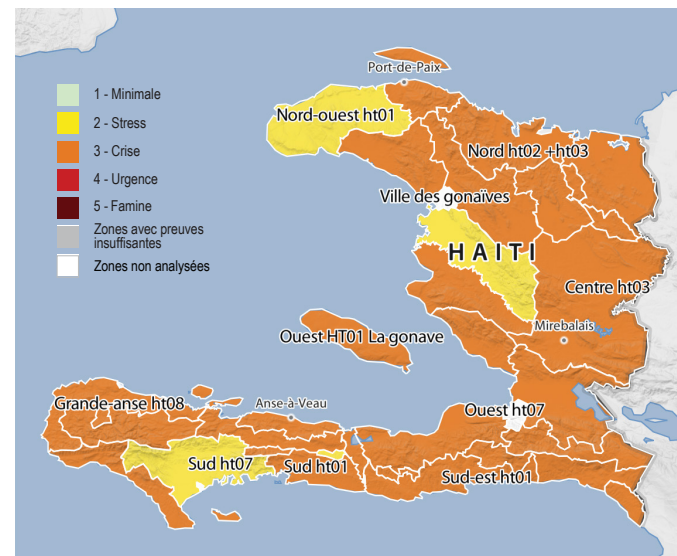 1 - Minimale
2 - Stress
3 - Crise
4 - Urgence
5 - Famine
Zones avec preuves
insuffisantes
Zones non analysées
Port-de-Paix
Nord-ouest ht01
Nord ht02 +ht03
Ville des gonaïves
HAITI
Centre ht03
Mirebalais
Ouest HT01 La gonave
Grande-anse ht08
Anse-à-Veau
Ouest ht07
Sud ht07
Sud ht01
Sud-est ht01